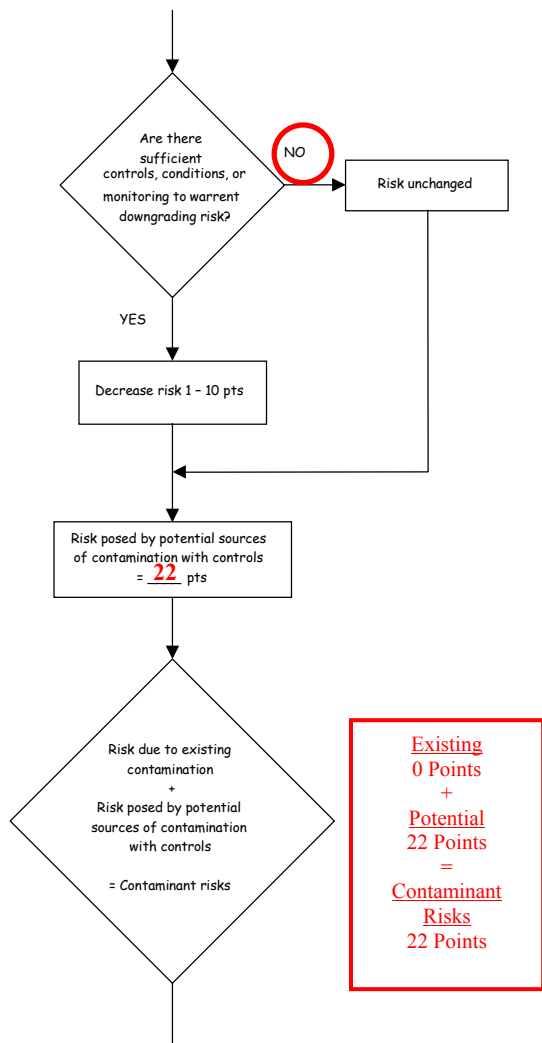 Are there
sufficient
controls, conditions, or
monitoring to warrent
downgrading risk?
NO
Risk unchanged
YES
Decrease risk 1 – 10 pts
Risk posed by potential sources
of contamination with controls
= 22 pts
Risk due to existing
contamination
+
Risk posed by potential
sources of contamination
with controls
= Contaminant risks
Existing
0 Points
+
Potential
22 Points
=
Contaminant
Risks
22 Points